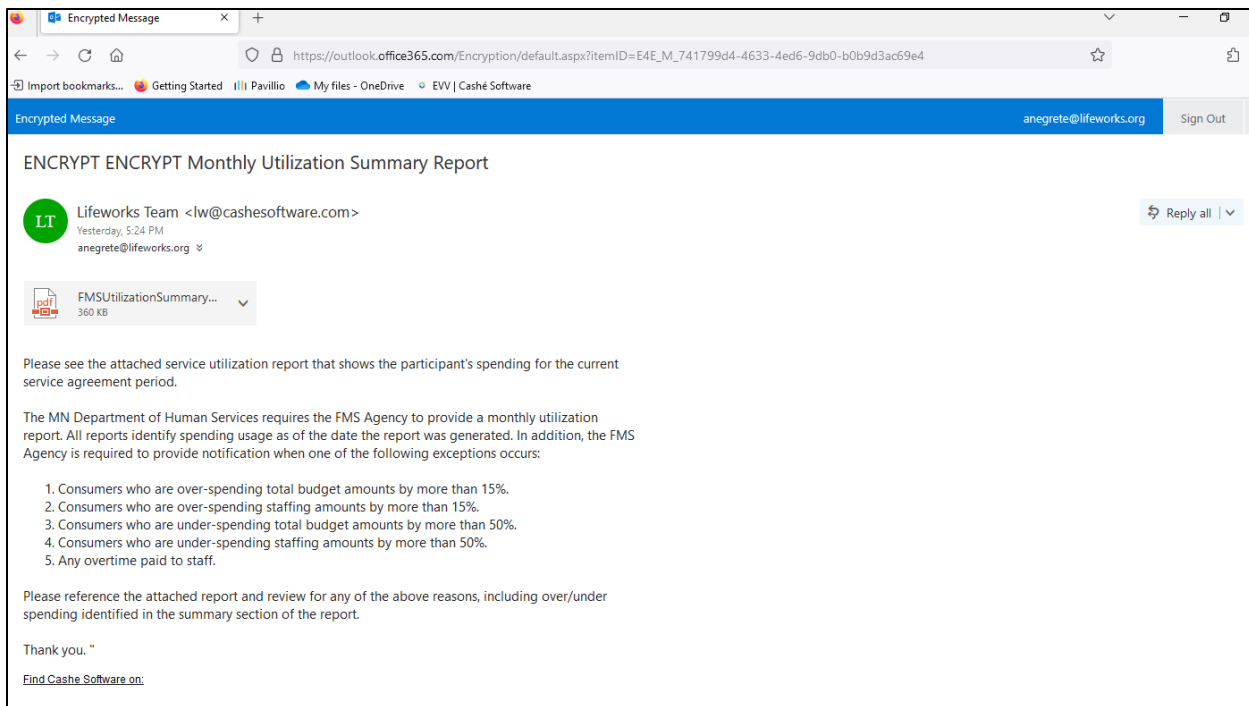 Encrypted Message
https://outlook.office365.com/Encryption/default.aspx?itemID=E4E_M_741799d4-4633-4ed6-9db0-b0b9d3ac69e4
Import bookmarks... Getting Started Pavillio My files - OneDrive EVV | Cashé Software
Encrypted Message anegrete@lifeworks.org Sign Out
ENCRYPT ENCRYPT Monthly Utilization Summary Report
LT
Lifeworks Team <lw@cashesoftware.com>
Reply all
Yesterday, 5:24 PM
anegrete@lifeworks.org
pdf
FMSUtilizationSummary...
360 KB
Please see the attached service utilization report that shows the participant's spending for the current
service agreement period.
The MN Department of Human Services requires the FMS Agency to provide a monthly utilization
report. All reports identify spending usage as of the date the report was generated. In addition, the FMS
Agency is required to provide notification when one of the following exceptions occurs:
1. Consumers who are over-spending total budget amounts by more than 15%.
2. Consumers who are over-spending staffing amounts by more than 15%.
3. Consumers who are under-spending total budget amounts by more than 50%.
4. Consumers who are under-spending staffing amounts by more than 50%.
5. Any overtime paid to staff.
Please reference the attached report and review for any of the above reasons, including over/under
spending identified in the summary section of the report.
Thank you. "
Find Cashe Software on: